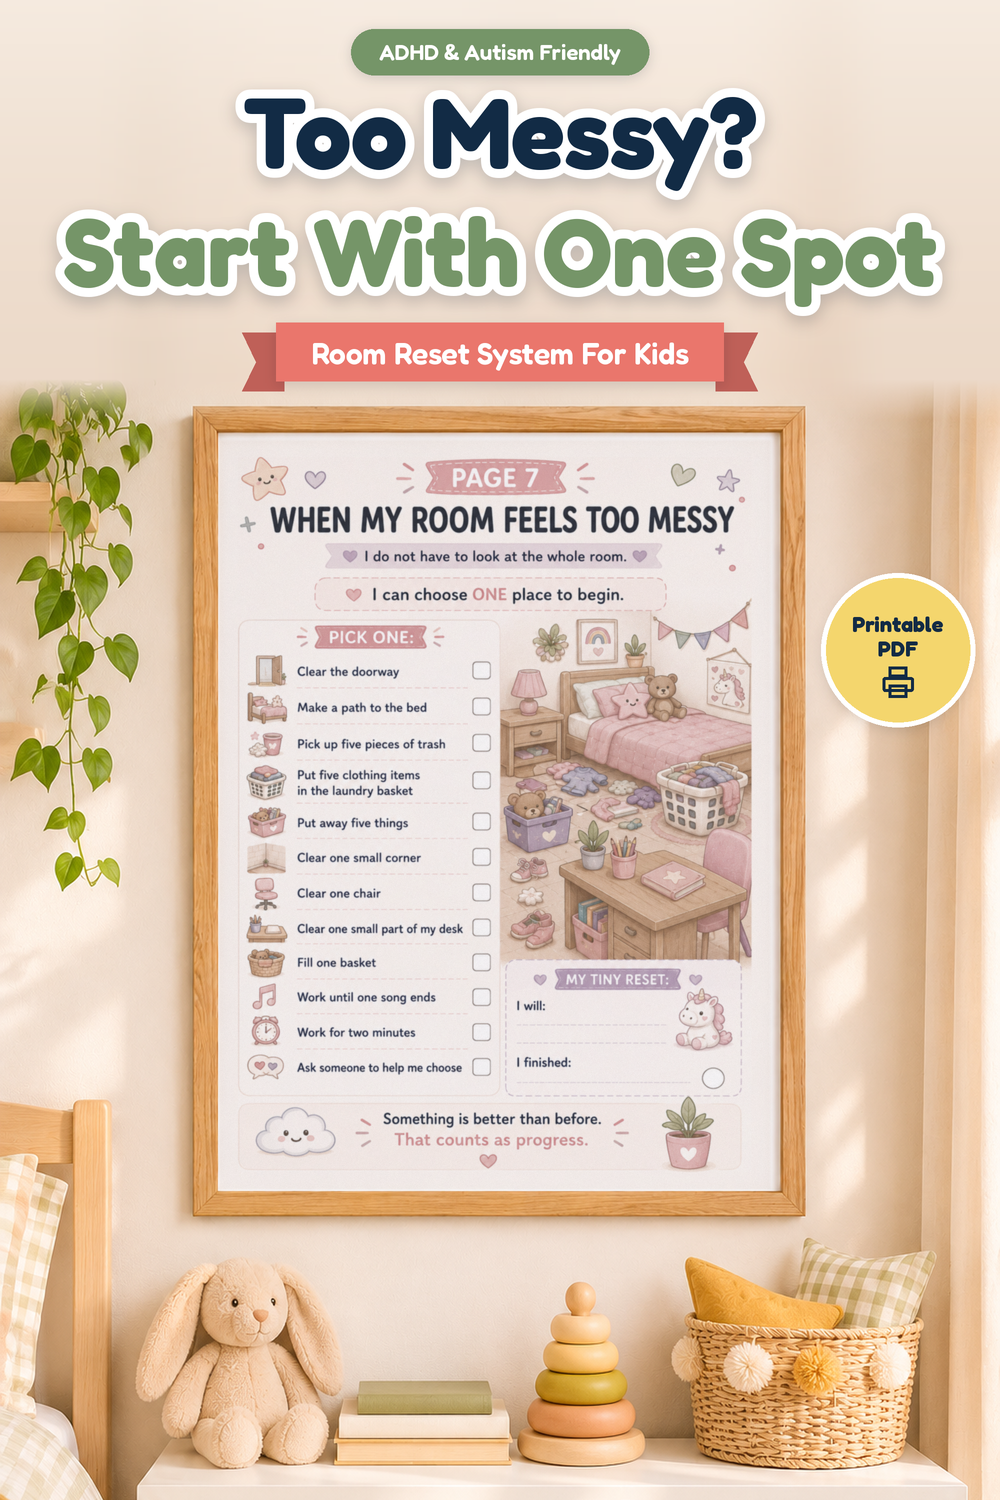 ADHD & Autism Friendly
Too Messy?
Start With One Spot
Room Reset System For Kids
PAGE 7
WHEN MY ROOM FEELS TOO MESSY
I do not have to look at the whole room.
I can choose ONE place to begin.
PICK ONE:
Clear the doorway
Make a path to the bed
Pick up five pieces of trash
Put five clothing items
in the laundry basket
Put away five things
Clear one small corner
Clear one chair
Clear one small part of my desk
Fill one basket
Work until one song ends
Work for two minutes
Ask someone to help me choose
MY TINY RESET:
I will:
I finished:
Something is better than before.
That counts as progress.
Printable
PDF